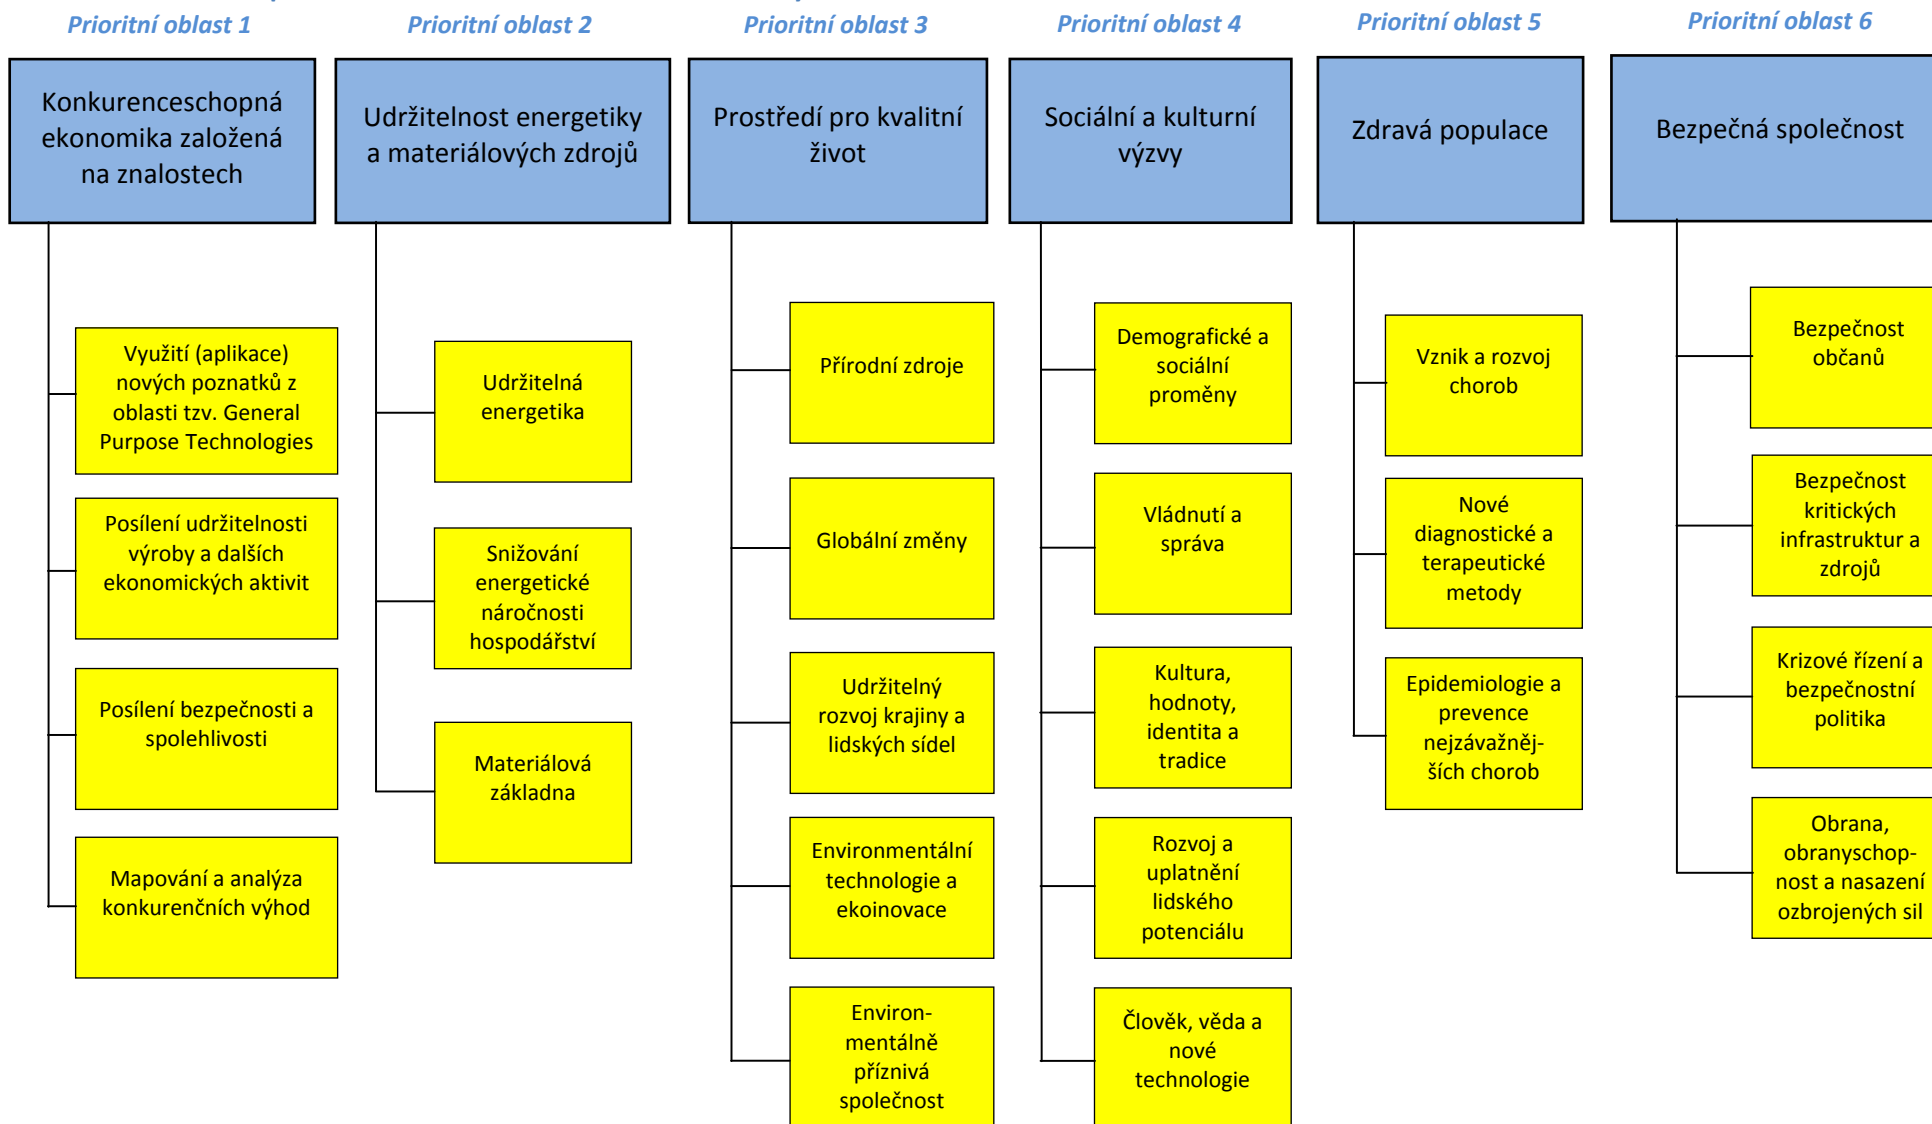 Prioritní oblast 1
Prioritní oblast 2
Prioritní oblast 3
Prioritní oblast 4
Prioritní oblast 5
Prioritní oblast 6
Konkurenceschopná
ekonomika založená
na znalostech
Udržitelnost energetiky
a materiálových zdrojů
Prostředí pro kvalitní
život
Sociální a kulturní
výzvy
Zdravá populace
Bezpečná společnost
Využití (aplikace)
nových poznatků z
oblasti tzv. General
Purpose Technologies
Posílení udržitelnosti
výroby a dalších
ekonomických aktivit
Posílení bezpečnosti a
spolehlivosti
Mapování a analýza
konkurenčních výhod
Udržitelná
energetika
Snižování
energetické
náročnosti
hospodářství
Materiálová
základna
Přírodní zdroje
Globální změny
Udržitelný
rozvoj krajiny a
lidských sídel
Environmentální
technologie a
ekoinovace
Environ-
mentálně
příznivá
společnost
Demografické a
sociální
proměny
Vládnutí a
správa
Kultura,
hodnoty,
identita a
tradice
Rozvoj a
uplatnění
lidského
potenciálu
Člověk, věda a
nové
technologie
Vznik a rozvoj
chorob
Nové
diagnostické a
terapeutické
metody
Epidemiologie a
prevence
nejzávažněj-
ších chorob
Bezpečnost
občanů
Bezpečnost
kritických
infrastruktur a
zdrojů
Krizové řízení a
bezpečnostní
politika
Obrana,
obranyschop-
nost a nasazení
ozbrojených sil